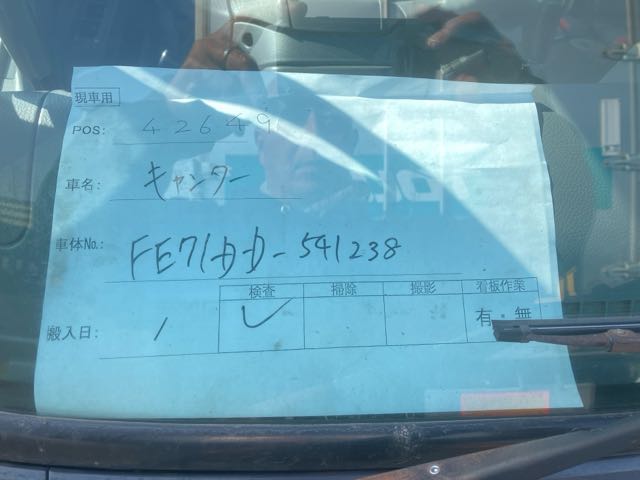 現車用
POS: 42649
車名: キャンター
車体No.: FE71DD-541238
検査 掃除 撮影 看板作業
搬入日: / ✓ 有・無